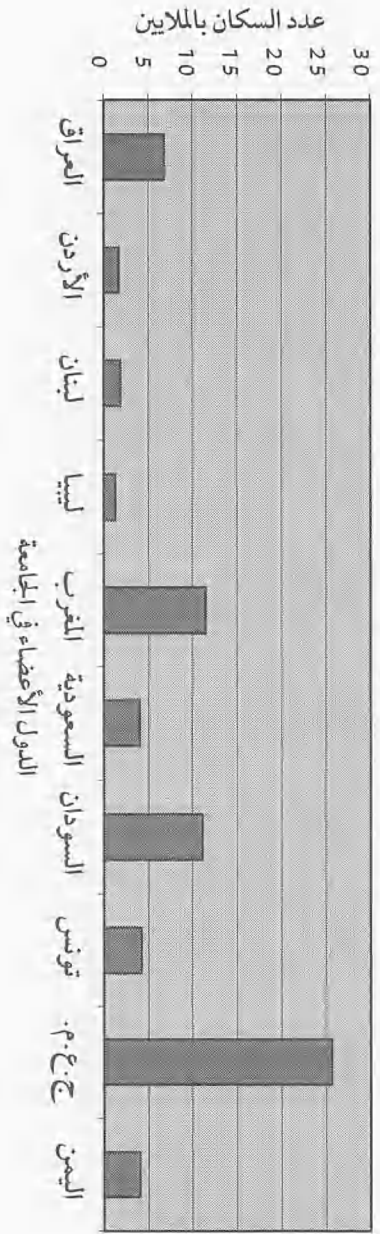 عدد السكان بالملايين
30
25
20
15
10
5
0
العراق
الأردن
لبنان
ليبيا
المغرب
السعودية
السودان
تونس
ج.ع.م.
اليمن
الدول الأعضاء في الجامعة